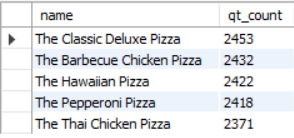 name qt_count
The Classic Deluxe Pizza 2453
The Barbecue Chicken Pizza 2432
The Hawaiian Pizza 2422
The Pepperoni Pizza 2418
The Thai Chicken Pizza 2371